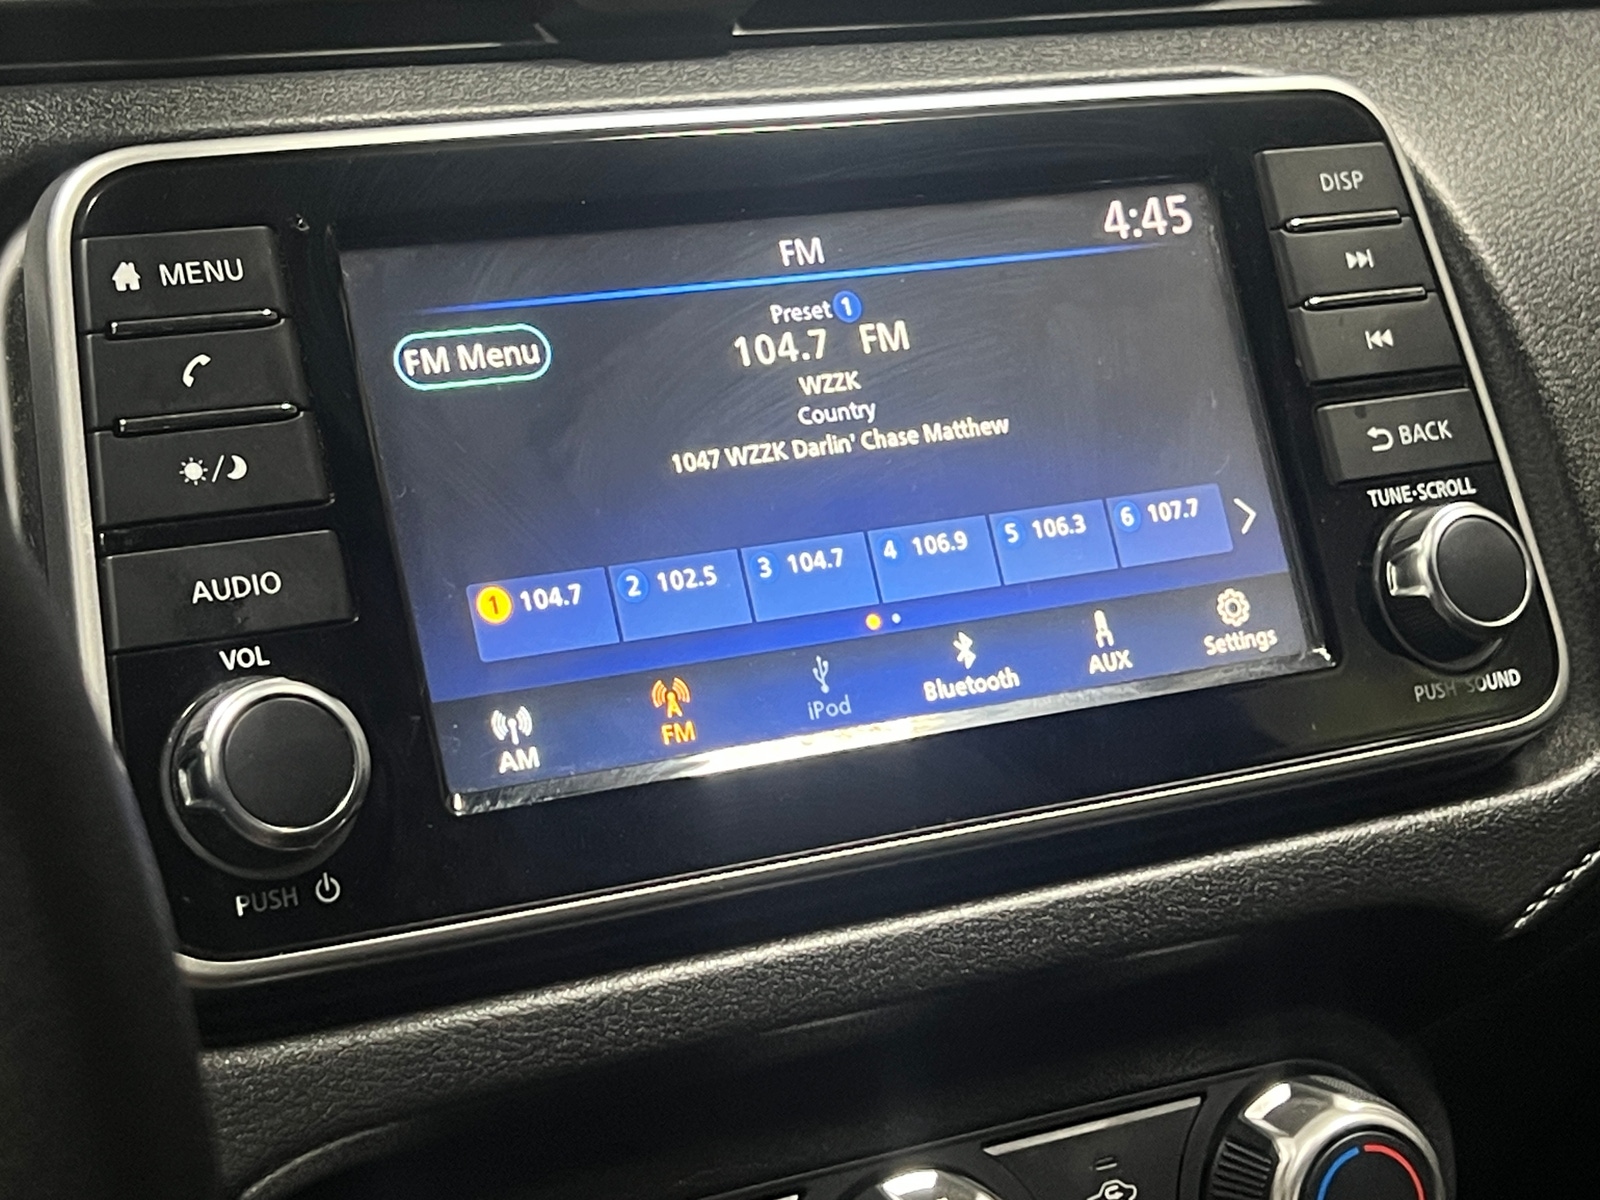 MENU
AUDIO
VOL
PUSH
FM
4:45
FM Menu
Preset 1
104.7 FM
WZZK
Country
1047 WZZK Darlin' Chase Matthew
1 104.7
2 102.5
3 104.7
4 106.9
5 106.3
6 107.7
AM
FM
iPod
Bluetooth
AUX
Settings
DISP
BACK
TUNE·SCROLL
PUSH SOUND